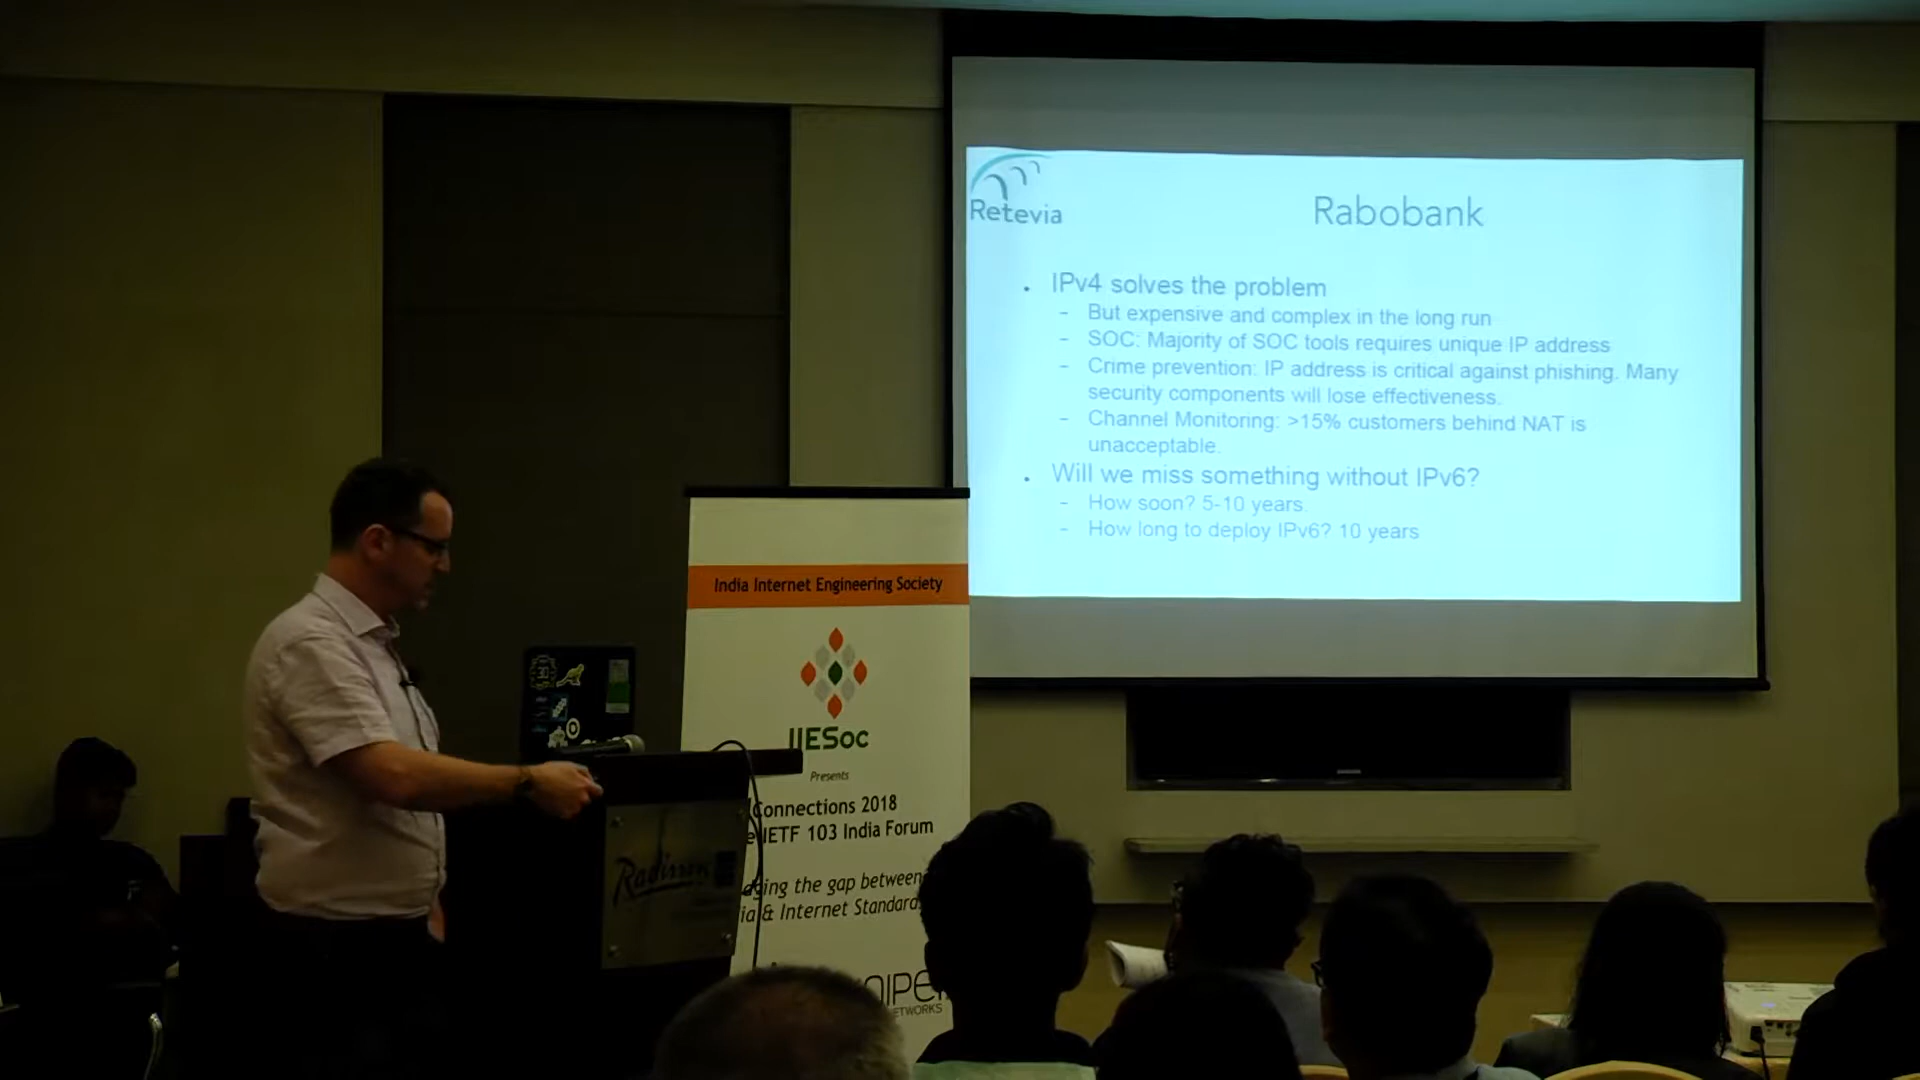 Retevia
Rabobank
. IPv4 solves the problem
- But expensive and complex in the long run
- SOC: Majority of SOC tools requires unique IP address
- Crime prevention: IP address is critical against phishing. Many
security components will lose effectiveness.
- Channel Monitoring: >15% customers behind NAT is
unacceptable.
. Will we miss something without IPv6?
- How soon? 5-10 years.
- How long to deploy IPv6? 10 years
India Internet Engineering Society
IIESoc
Presents
Connections 2018
IETF 103 India Forum
the gap between
& Internet Standards
Radisson